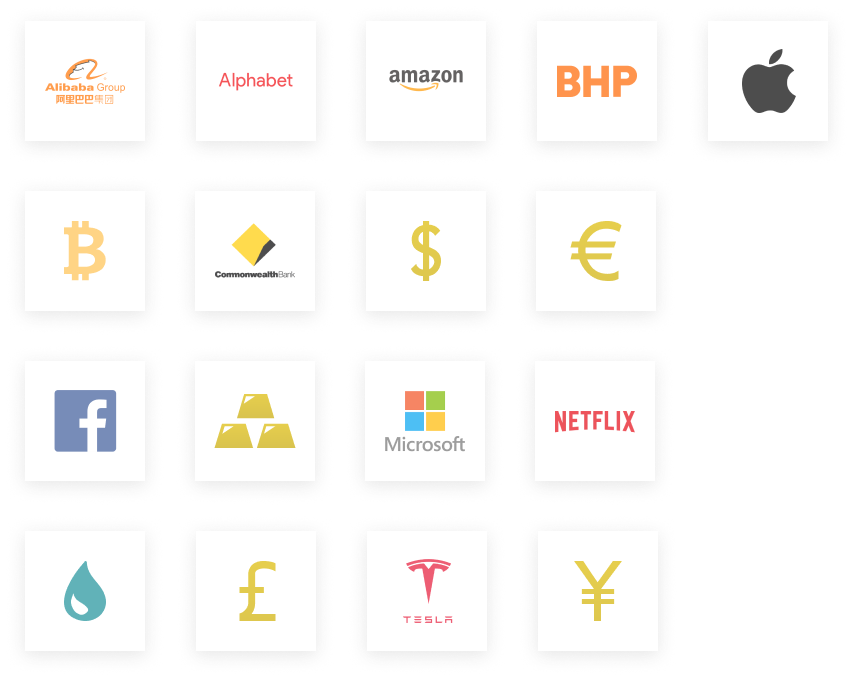 Alibaba Group
阿里巴巴集团
Alphabet
amazon
BHP
₿
CommonwealthBank
$
€
f
Microsoft
NETFLIX
£
TESLA
¥